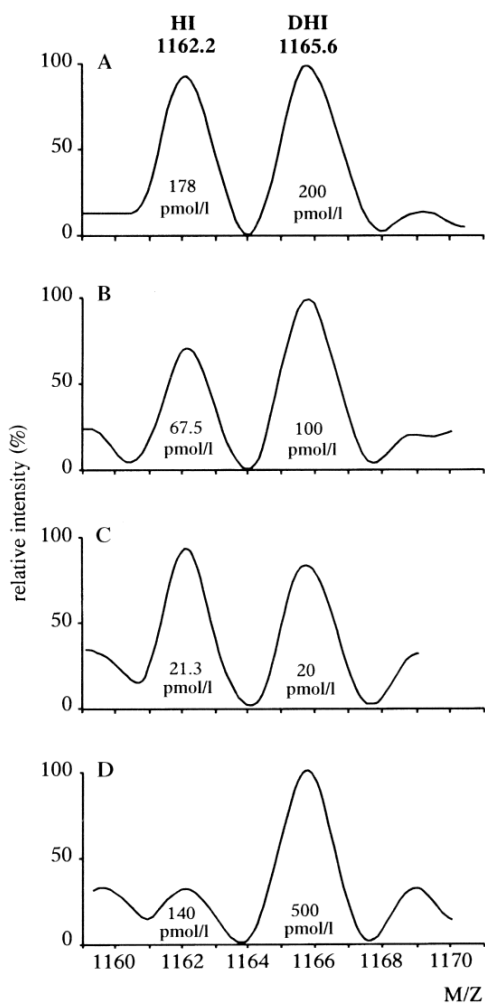 HI DHI
1162.2 1165.6
A
100
50
0
178 200
pmol/l pmol/l
B
100
50
0
67.5 100
pmol/l pmol/l
relative intensity (%)
C
100
50
0
21.3 20
pmol/l pmol/l
D
100
50
0
140 500
pmol/l pmol/l
1160 1162 1164 1166 1168 1170
M/Z